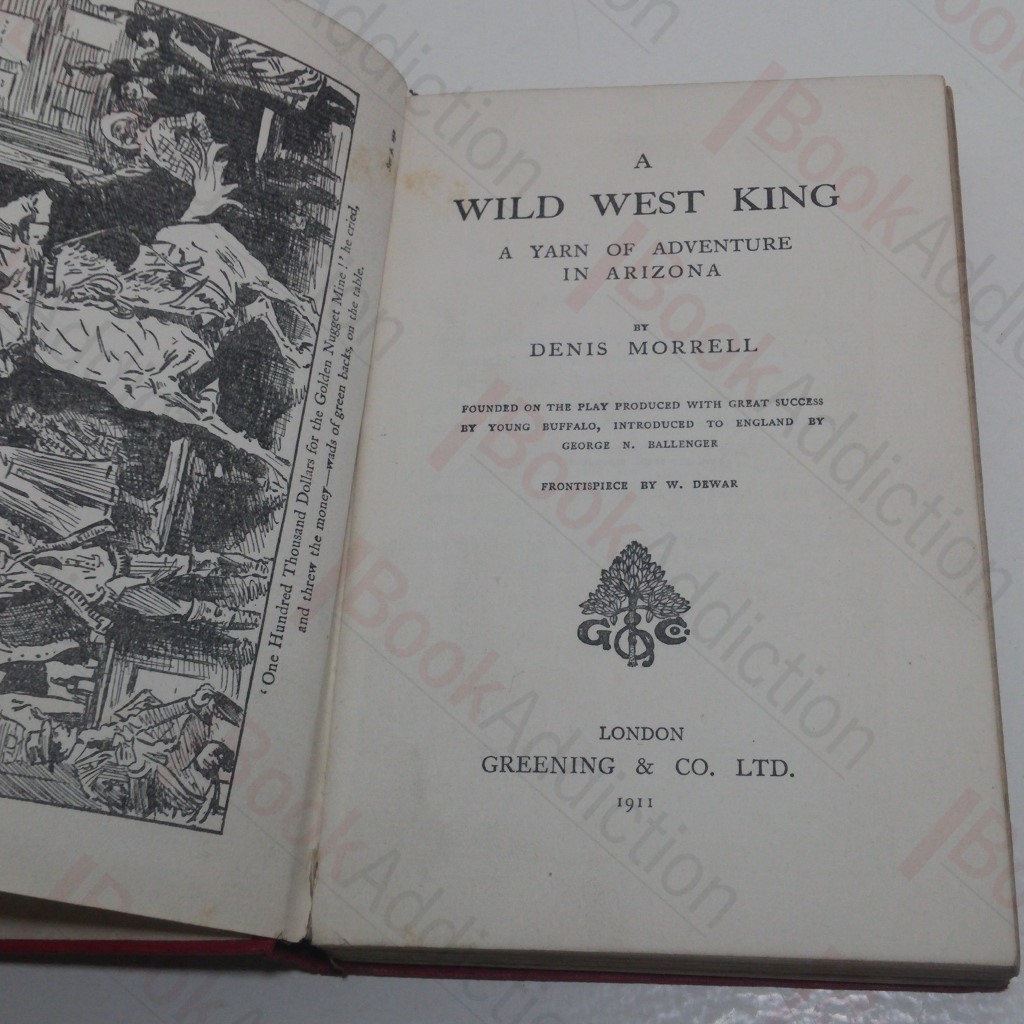 'One Hundred Thousand Dollars for the Golden Nugget Mine!' he cried,
and threw the money—wads of green backs, on the table.
A
WILD WEST KING
A YARN OF ADVENTURE
IN ARIZONA
BY
DENIS MORRELL
FOUNDED ON THE PLAY PRODUCED WITH GREAT SUCCESS
BY YOUNG BUFFALO, INTRODUCED TO ENGLAND BY
GEORGE N. BALLENGER
FRONTISPIECE BY W. DEWAR
G & Co.
LONDON
GREENING & CO. LTD.
1911
BookAddiction